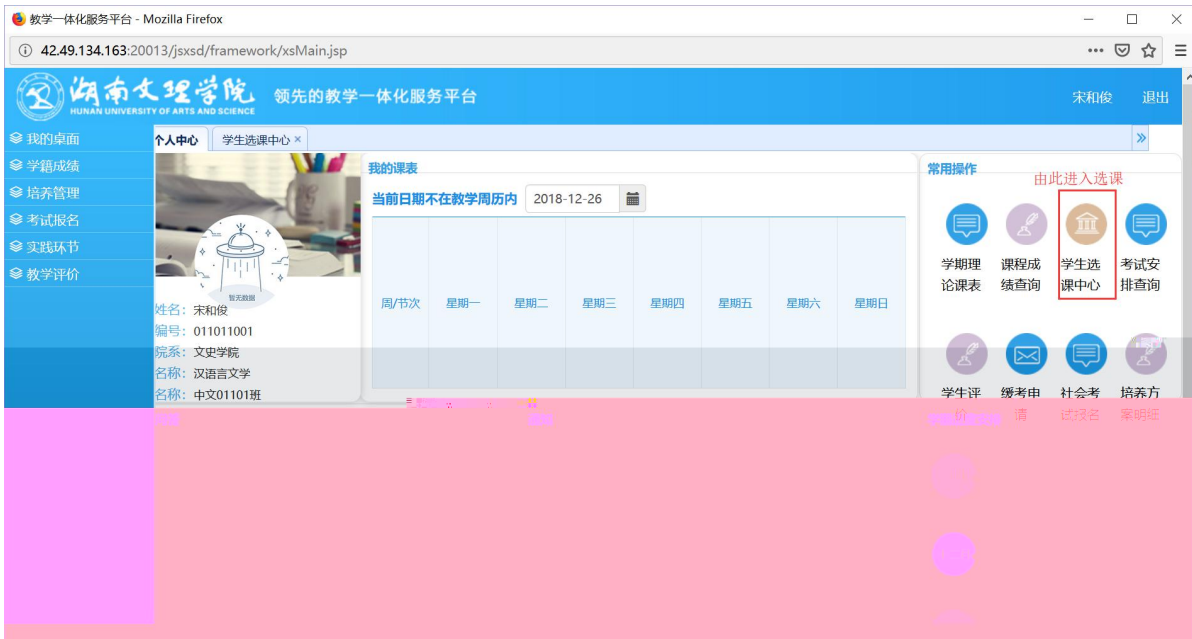 教学一体化服务平台 - Mozilla Firefox
42.49.134.163:20013/jsxsd/framework/xsMain.jsp
湖南文理学院
HUNAN UNIVERSITY OF ARTS AND SCIENCE
领先的教学一体化服务平台
宋和俊 退出
我的桌面
学籍成绩
培养管理
考试报名
实践环节
教学评价
个人中心 学生选课中心 ×
暂无数据
姓名：宋和俊
编号：011011001
院系：文史学院
名称：汉语言文学
名称：中文01101班
我的课表
当前日期不在教学周历内 2018-12-26
周/节次 星期一 星期二 星期三 星期四 星期五 星期六 星期日
常用操作
由此进入选课
学期理论课表
课程成绩查询
学生选课中心
考试安排查询
学生评价
缓考申请
社会考试报名
培养方案明细